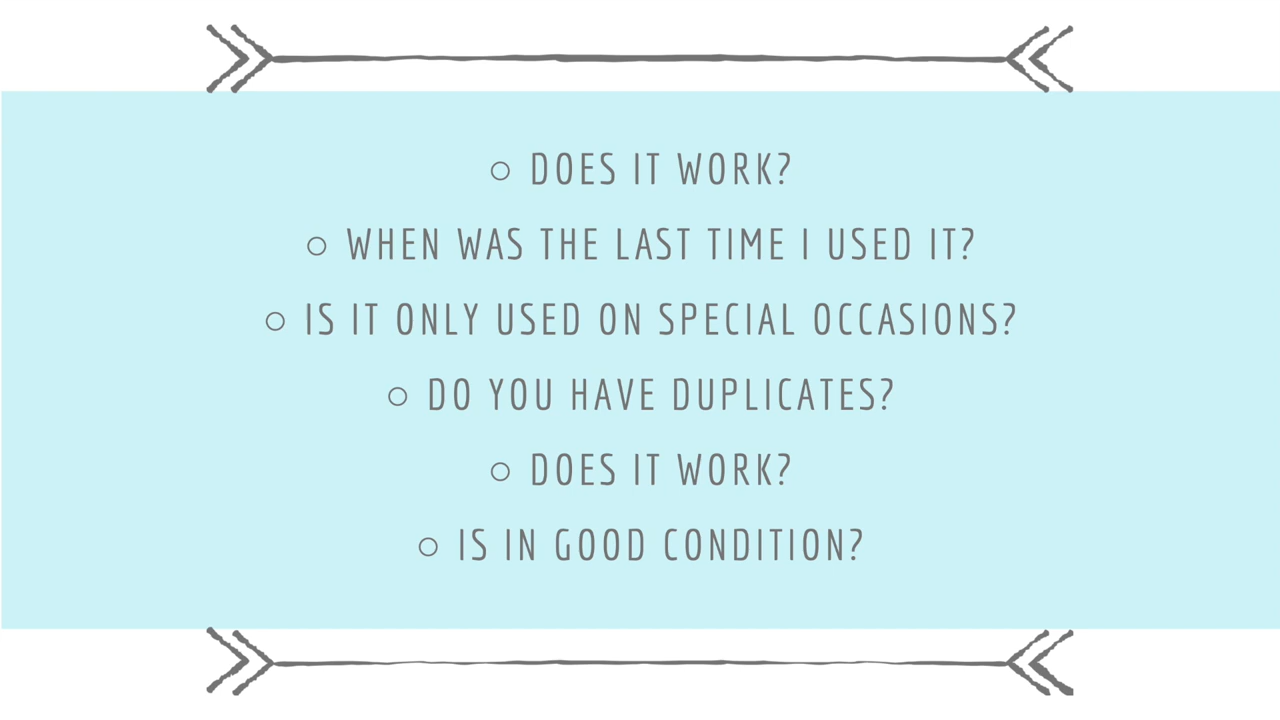 ○ DOES IT WORK?
○ WHEN WAS THE LAST TIME I USED IT?
○ IS IT ONLY USED ON SPECIAL OCCASIONS?
○ DO YOU HAVE DUPLICATES?
○ DOES IT WORK?
○ IS IN GOOD CONDITION?